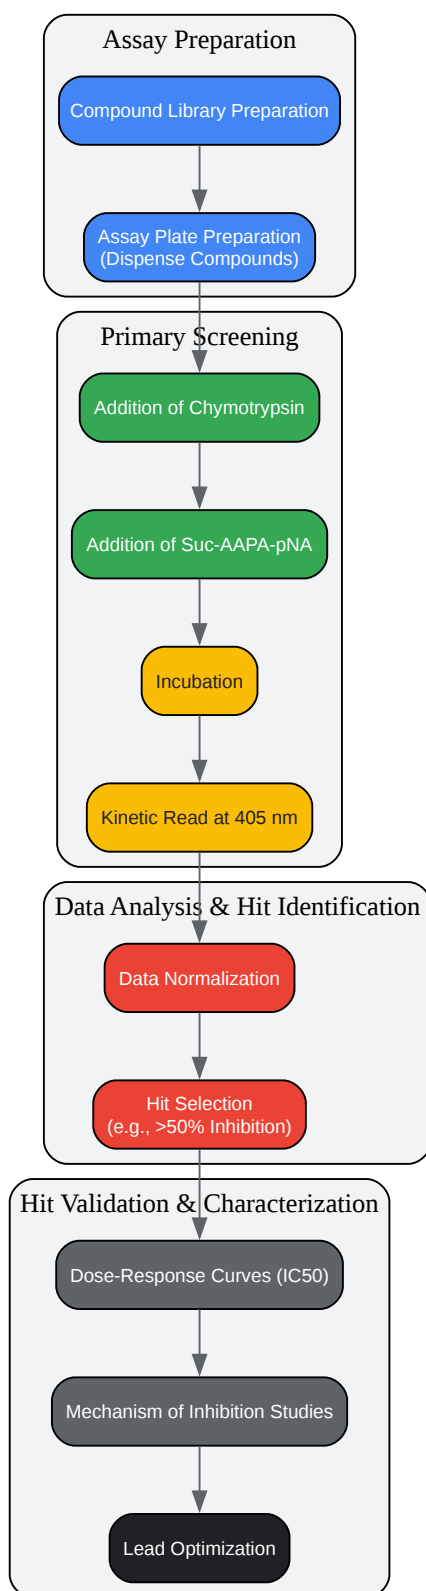 Assay Preparation
Compound Library Preparation
Assay Plate Preparation
(Dispense Compounds)
Primary Screening
Addition of Chymotrypsin
Addition of Suc-AAPA-pNA
Incubation
Kinetic Read at 405 nm
Data Analysis & Hit Identification
Data Normalization
Hit Selection
(e.g., >50% Inhibition)
Hit Validation & Characterization
Dose-Response Curves (IC50)
Mechanism of Inhibition Studies
Lead Optimization